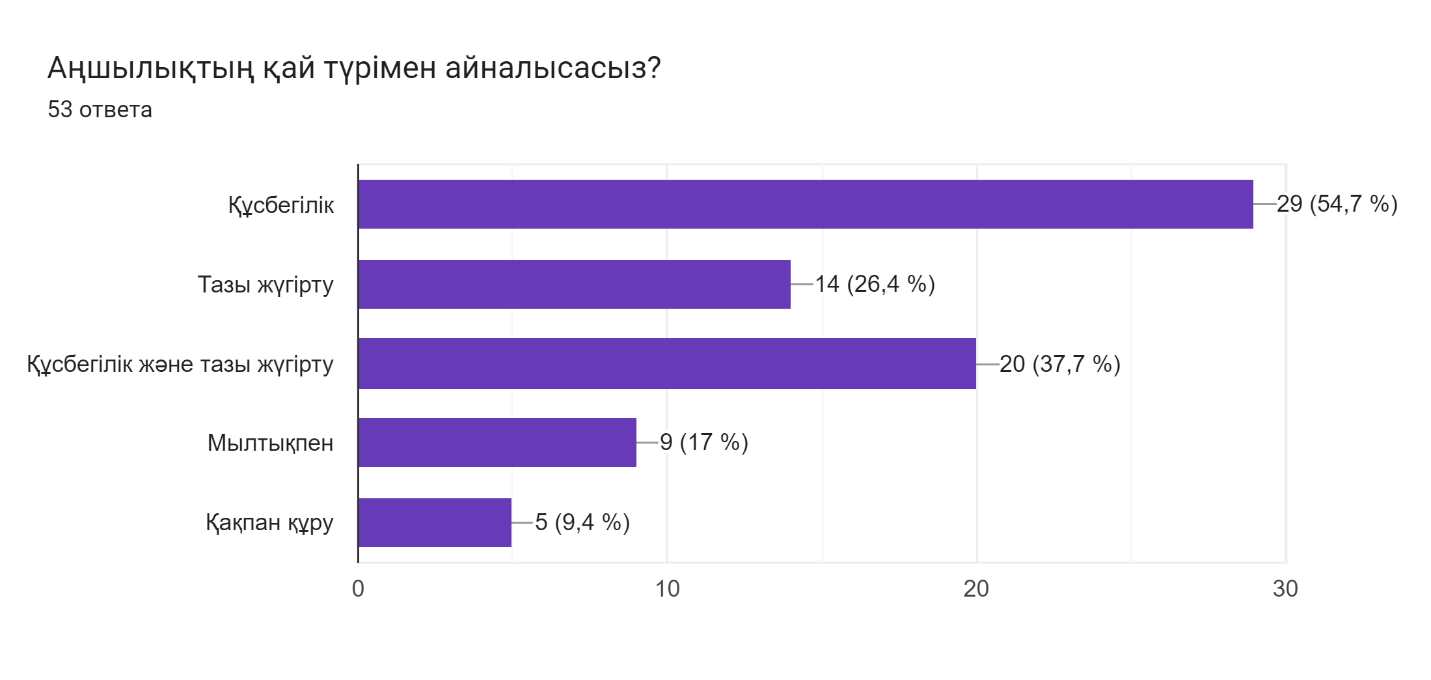 Аңшылықтың қай түрімен айналысасыз?
53 ответа
Құсбегілік
29 (54,7 %)
Тазы жүгірту
14 (26,4 %)
Құсбегілік және тазы жүгірту
20 (37,7 %)
Мылтықпен
9 (17 %)
Қақпан құру
5 (9,4 %)
0 10 20 30